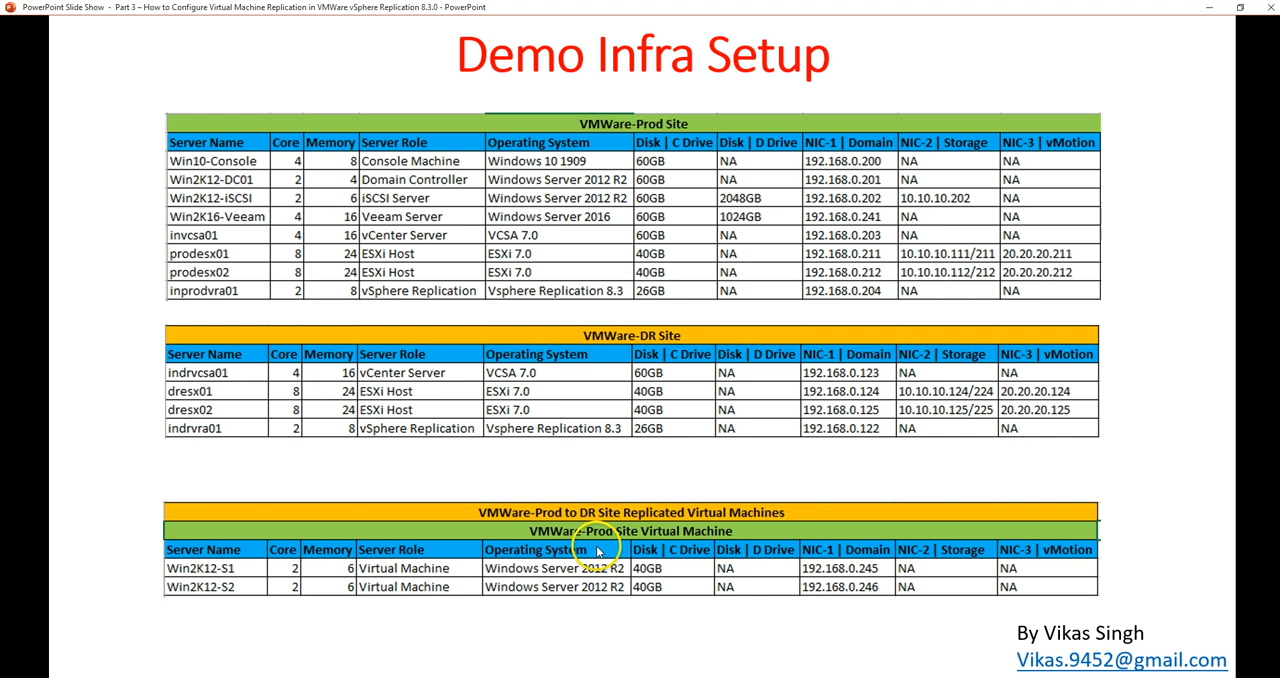 PowerPoint Slide Show - Part 3 – How to Configure Virtual Machine Replication in VMWare vSphere Replication 8.3.0 - PowerPoint
Demo Infra Setup
VMWare-Prod Site
Server Name Core Memory Server Role Operating System Disk | C Drive Disk | D Drive NIC-1 | Domain NIC-2 | Storage NIC-3 | vMotion
Win10-Console 4 8 Console Machine Windows 10 1909 60GB NA 192.168.0.200 NA NA
Win2K12-DC01 2 4 Domain Controller Windows Server 2012 R2 60GB NA 192.168.0.201 NA NA
Win2K12-iSCSI 2 6 iSCSI Server Windows Server 2012 R2 60GB 2048GB 192.168.0.202 10.10.10.202 NA
Win2K16-Veeam 4 16 Veeam Server Windows Server 2016 60GB 1024GB 192.168.0.241 NA NA
invcsa01 4 16 vCenter Server VCSA 7.0 60GB NA 192.168.0.203 NA NA
prodesx01 8 24 ESXi Host ESXi 7.0 40GB NA 192.168.0.211 10.10.10.111/211 20.20.20.211
prodesx02 8 24 ESXi Host ESXi 7.0 40GB NA 192.168.0.212 10.10.10.112/212 20.20.20.212
inprodvra01 2 8 vSphere Replication Vsphere Replication 8.3 26GB NA 192.168.0.204 NA NA
VMWare-DR Site
Server Name Core Memory Server Role Operating System Disk | C Drive Disk | D Drive NIC-1 | Domain NIC-2 | Storage NIC-3 | vMotion
indrvcsa01 4 16 vCenter Server VCSA 7.0 60GB NA 192.168.0.123 NA NA
dresx01 8 24 ESXi Host ESXi 7.0 40GB NA 192.168.0.124 10.10.10.124/224 20.20.20.124
dresx02 8 24 ESXi Host ESXi 7.0 40GB NA 192.168.0.125 10.10.10.125/225 20.20.20.125
indrvra01 2 8 vSphere Replication Vsphere Replication 8.3 26GB NA 192.168.0.122 NA NA
VMWare-Prod to DR Site Replicated Virtual Machines
VMWare-Prod Site Virtual Machine
Server Name Core Memory Server Role Operating System Disk | C Drive Disk | D Drive NIC-1 | Domain NIC-2 | Storage NIC-3 | vMotion
Win2K12-S1 2 6 Virtual Machine Windows Server 2012 R2 40GB NA 192.168.0.245 NA NA
Win2K12-S2 2 6 Virtual Machine Windows Server 2012 R2 40GB NA 192.168.0.246 NA NA
By Vikas Singh
Vikas.9452@gmail.com